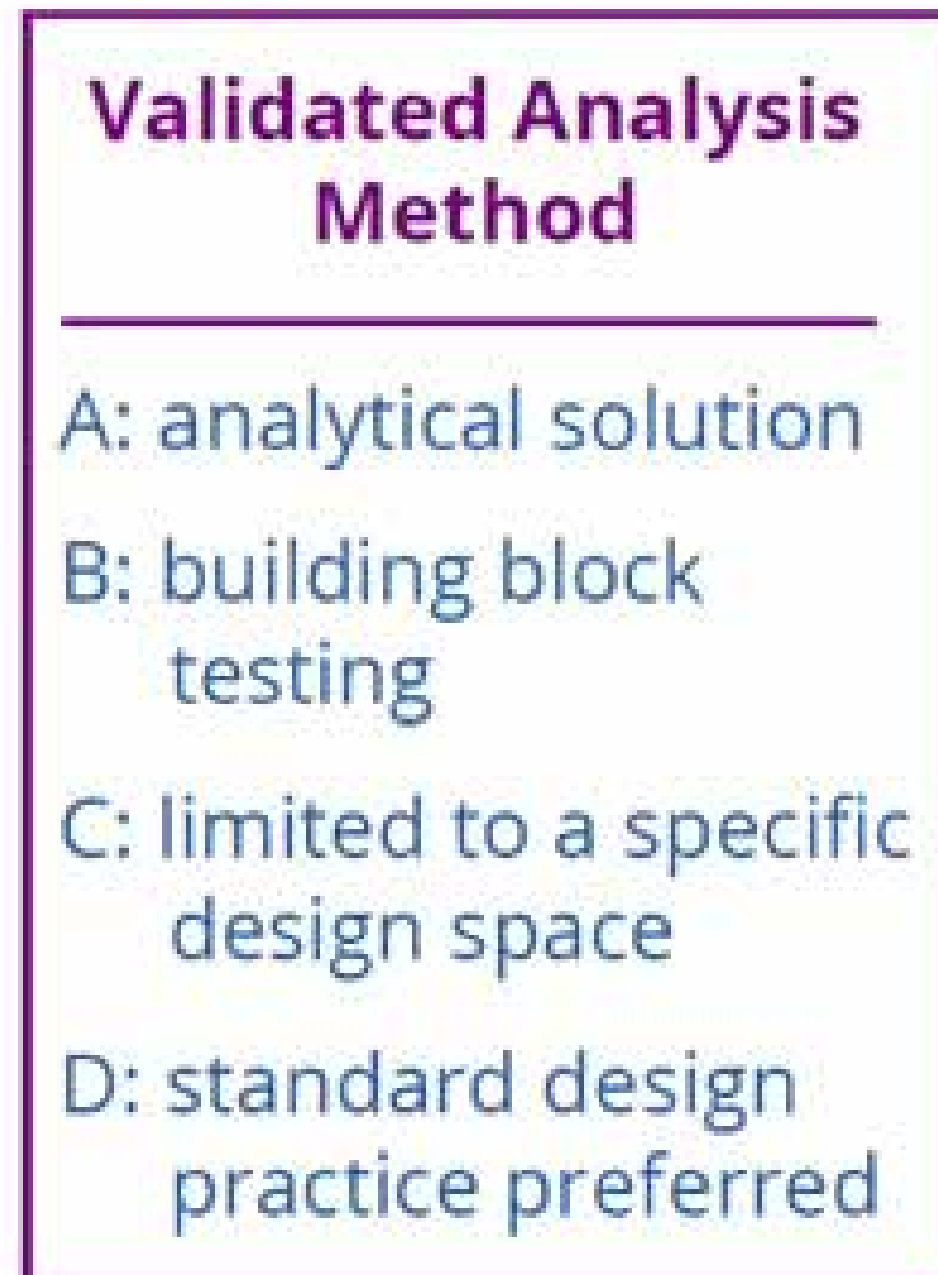 Validated Analysis
Method
A: analytical solution
B: building block
testing
C: limited to a specific
design space
D: standard design
practice preferred